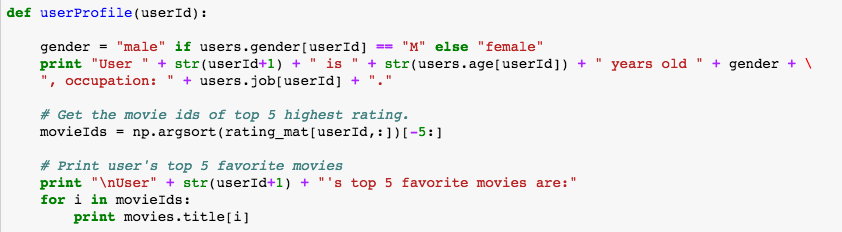 def userProfile(userId):
gender = "male" if users.gender[userId] == "M" else "female"
print "User " + str(userId+1) + " is " + str(users.age[userId]) + " years old " + gender + \
", occupation: " + users.job[userId] + "."
# Get the movie ids of top 5 highest rating.
movieIds = np.argsort(rating_mat[userId,:])[-5:]
# Print user's top 5 favorite movies
print "\nUser" + str(userId+1) + "'s top 5 favorite movies are:"
for i in movieIds:
print movies.title[i]